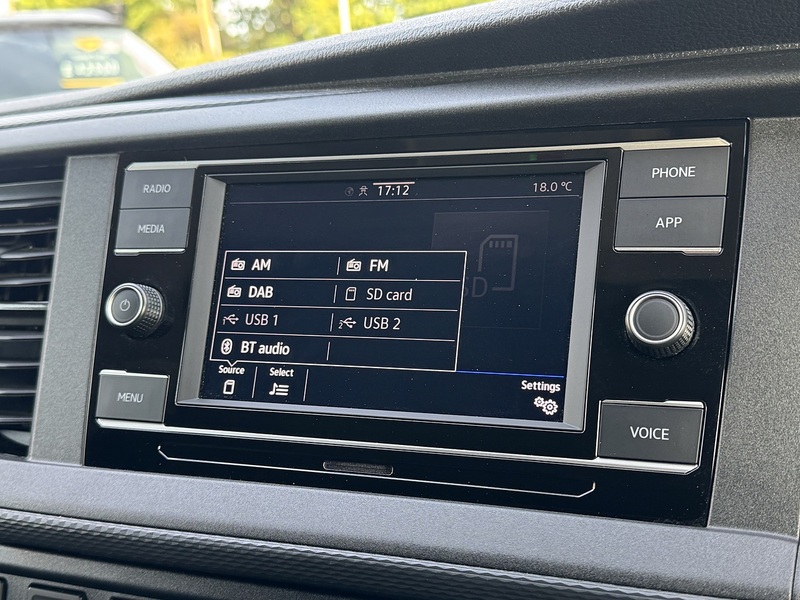 RADIO
MEDIA
MENU
17:12
18.0 °C
AM
FM
DAB
SD card
USB 1
USB 2
BT audio
Source
Select
Settings
PHONE
APP
VOICE